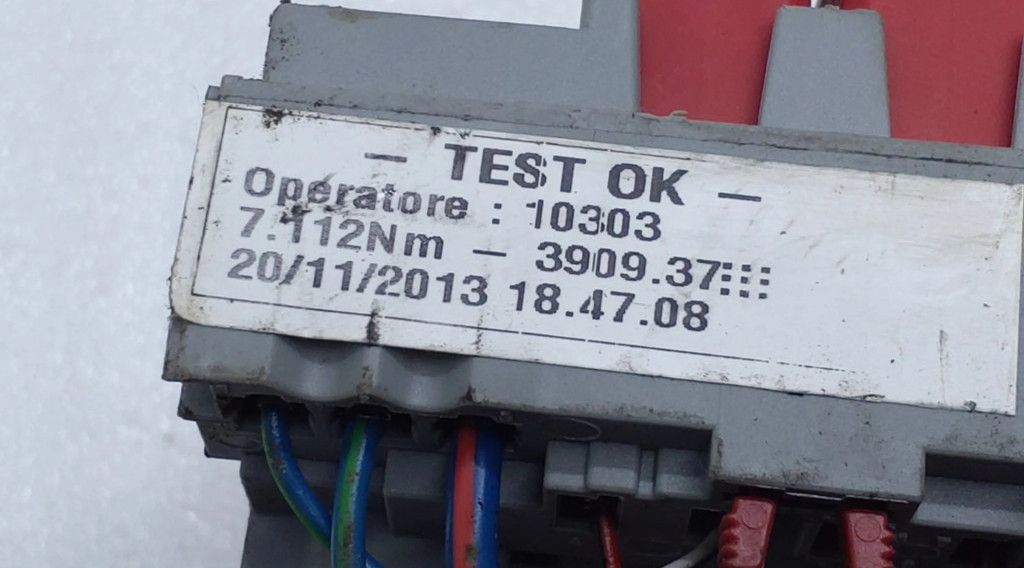 — TEST OK —
Operatore : 10303
7.112Nm — 3909.37
20/11/2013 18.47.08